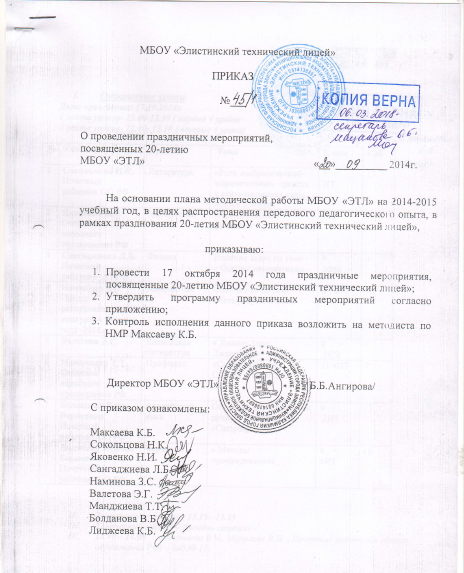 МБОУ «Элистинский технический лицей»
ПРИКАЗ
№ 45/1
КОПИЯ ВЕРНА
06.03.2018.
секретарь
О проведении праздничных мероприятий,
посвященных 20-летию
МБОУ «ЭТЛ»
«20» 09 2014г.
На основании плана методической работы МБОУ «ЭТЛ» на 2014-2015
учебный год, в целях распространения передового педагогического опыта, в
рамках празднования 20-летия МБОУ «Элистинский технический лицей»,
приказываю:
1. Провести 17 октября 2014 года праздничные мероприятия,
посвященные 20-летию МБОУ «Элистинский технический лицей»;
2. Утвердить программу праздничных мероприятий согласно
приложению;
3. Контроль исполнения данного приказа возложить на методиста по
НМР Максаеву К.Б.
Директор МБОУ «ЭТЛ» Б.Б.Ангирова/
С приказом ознакомлены:
Максаева К.Б.
Сокольцова Н.К.
Яковенко Н.И.
Сангаджиева Л.Б.
Наминова З.С.
Валетова Э.Г.
Манджиева Т.Т.
Болданова В.Б.
Лиджеева К.Б.